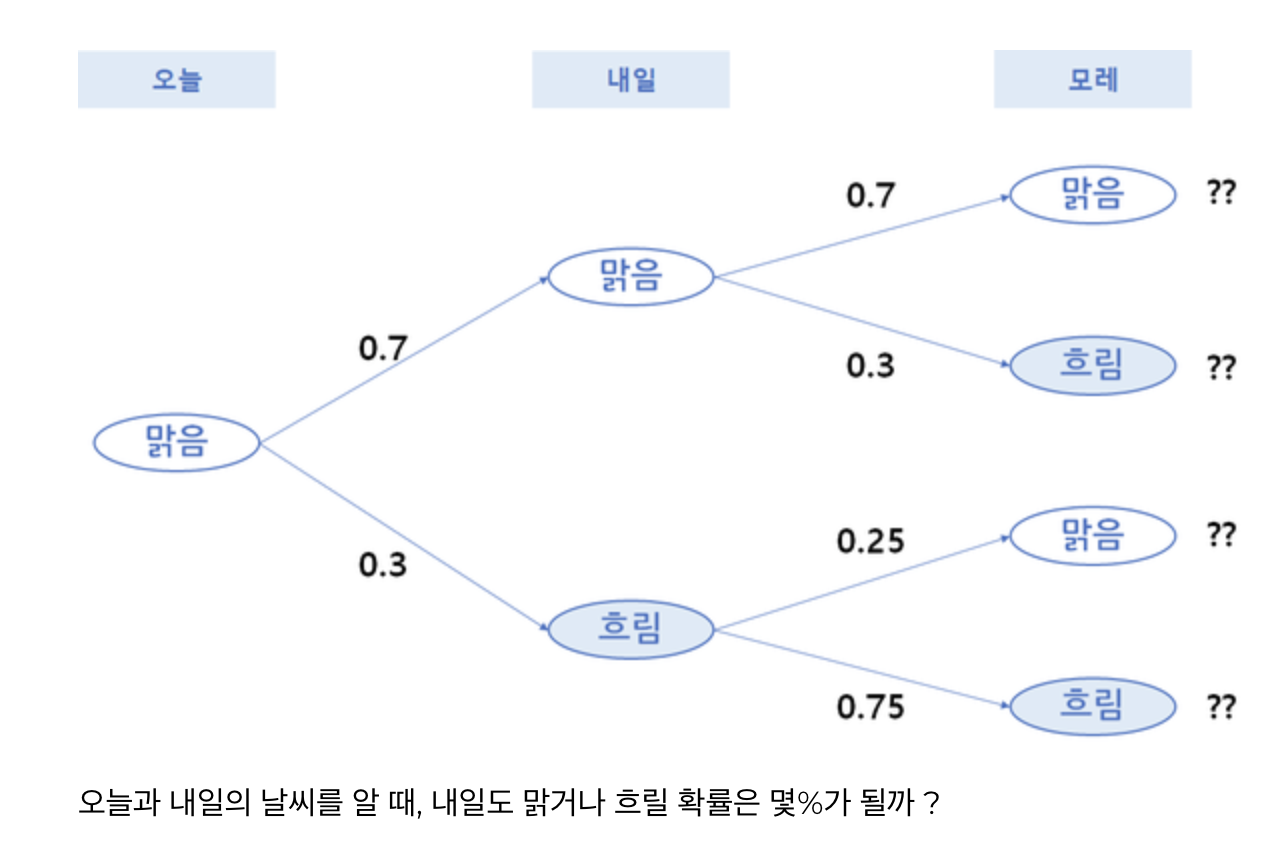 오늘 내일 모레
0.7 맑음 ??
맑음
0.7 0.3 흐림 ??
맑음
0.3 0.25 맑음 ??
흐림
0.75 흐림 ??
오늘과 내일의 날씨를 알 때, 내일도 맑거나 흐릴 확률은 몇%가 될까 ?